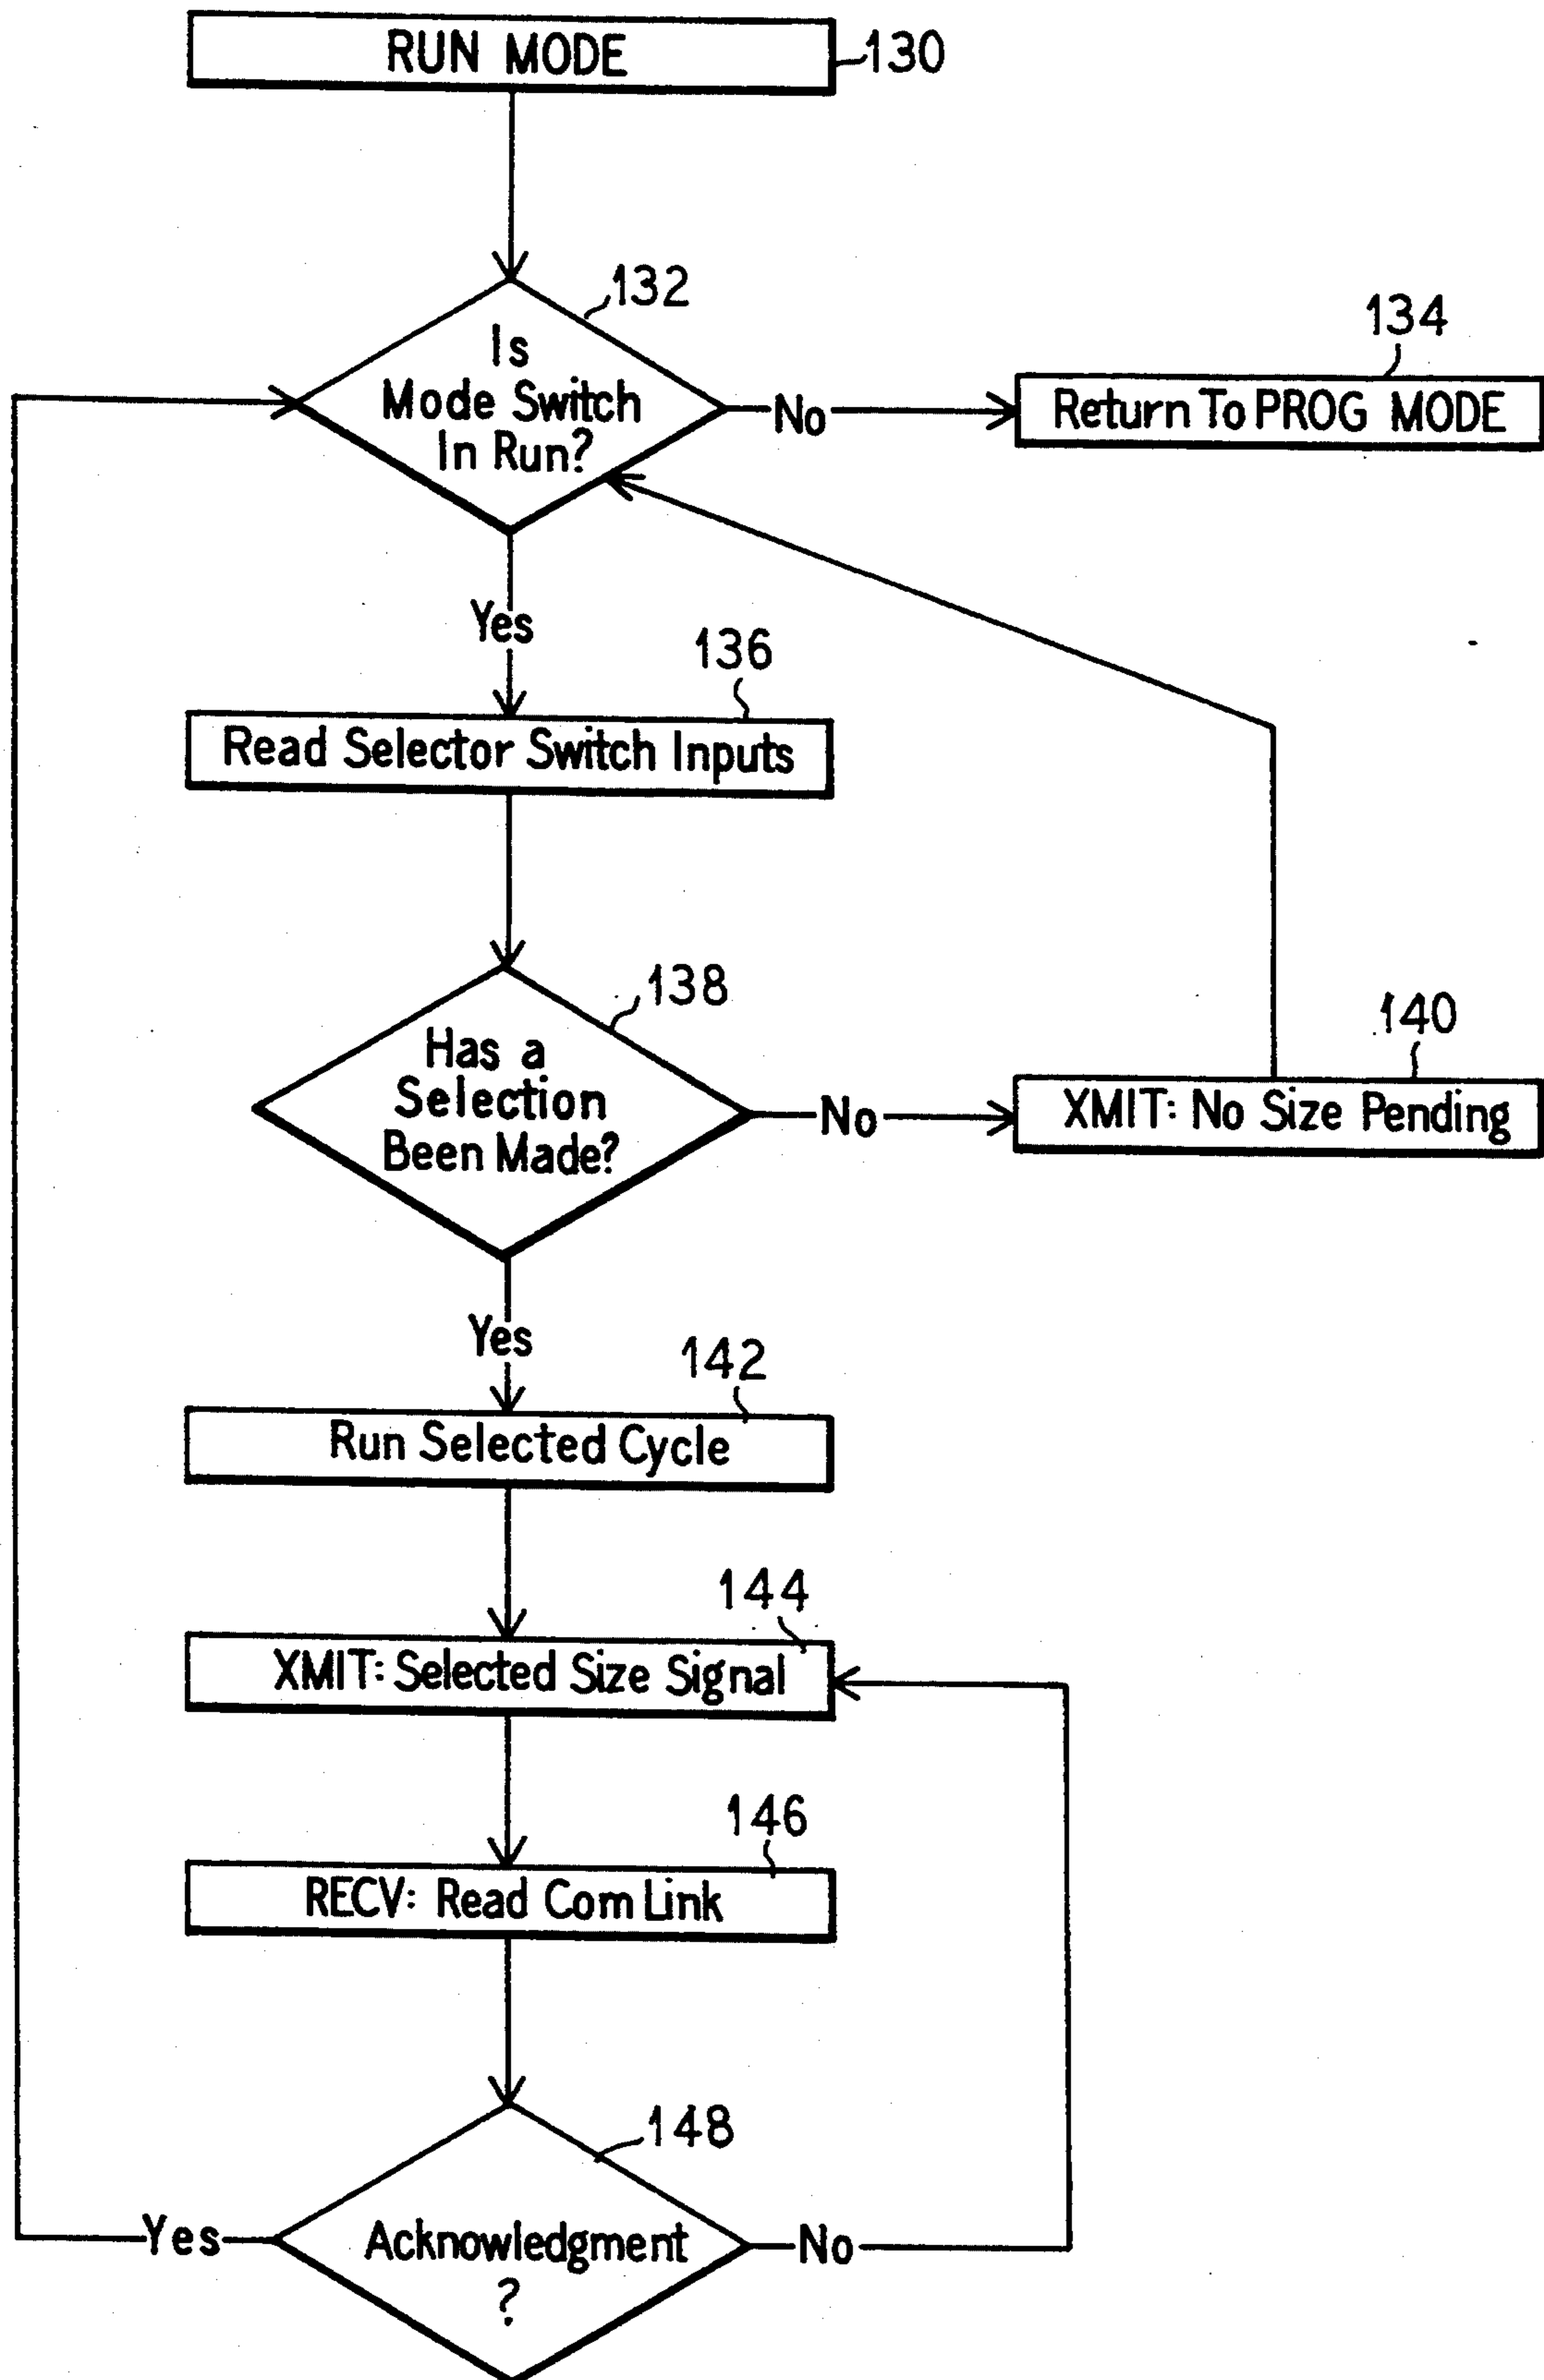 RUN MODE
130
132
Is
Mode Switch
In Run?
No
134
Return To PROG MODE
Yes
136
Read Selector Switch Inputs
138
Has a
Selection
Been Made?
No
140
XMIT: No Size Pending
Yes
142
Run Selected Cycle
144
XMIT: Selected Size Signal
146
RECV: Read Com Link
148
Acknowledgment
?
Yes
No